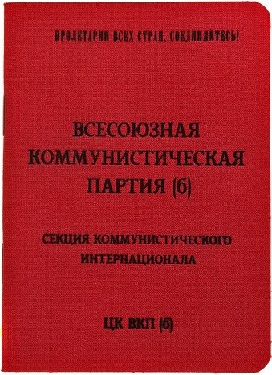 ПРОЛЕТАРИИ ВСЕХ СТРАН, СОЕДИНЯЙТЕСЬ!
ВСЕСОЮЗНАЯ
КОММУНИСТИЧЕСКАЯ
ПАРТИЯ (б)
СЕКЦИЯ КОММУНИСТИЧЕСКОГО
ИНТЕРНАЦИОНАЛА
ЦК ВКП (б)